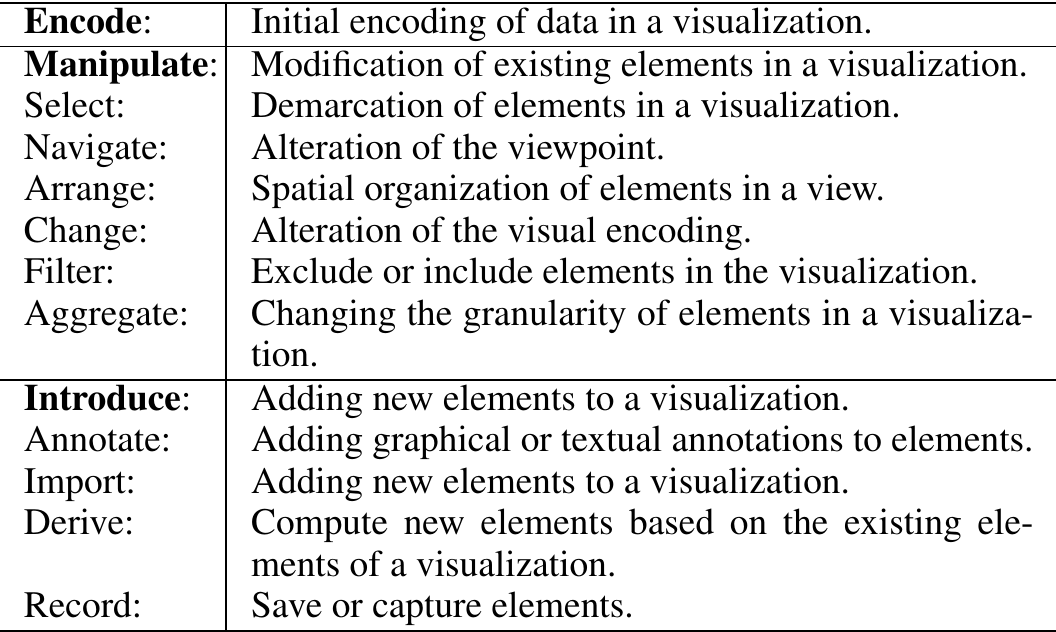 Encode: Initial encoding of data in a visualization.
Manipulate: Modification of existing elements in a visualization.
Select: Demarcation of elements in a visualization.
Navigate: Alteration of the viewpoint.
Arrange: Spatial organization of elements in a view.
Change: Alteration of the visual encoding.
Filter: Exclude or include elements in the visualization.
Aggregate: Changing the granularity of elements in a visualiza-
tion.
Introduce: Adding new elements to a visualization.
Annotate: Adding graphical or textual annotations to elements.
Import: Adding new elements to a visualization.
Derive: Compute new elements based on the existing ele-
ments of a visualization.
Record: Save or capture elements.